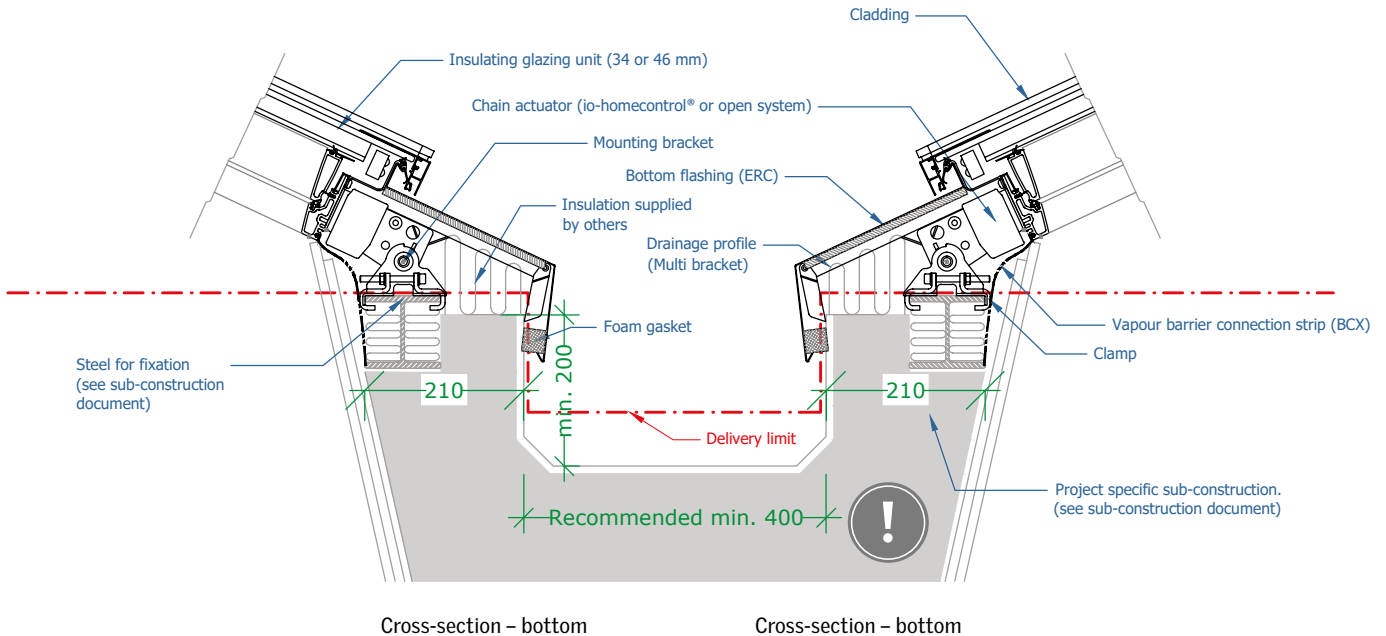 Cladding
Insulating glazing unit (34 or 46 mm)
Chain actuator (io-homecontrol® or open system)
Mounting bracket
Bottom flashing (ERC)
Insulation supplied
by others
Drainage profile
(Multi bracket)
Foam gasket
Vapour barrier connection strip (BCX)
Clamp
Steel for fixation
(see sub-construction
document)
210
min. 200
210
Delivery limit
Project specific sub-construction.
(see sub-construction document)
Recommended min. 400
!
Cross-section – bottom
Cross-section – bottom